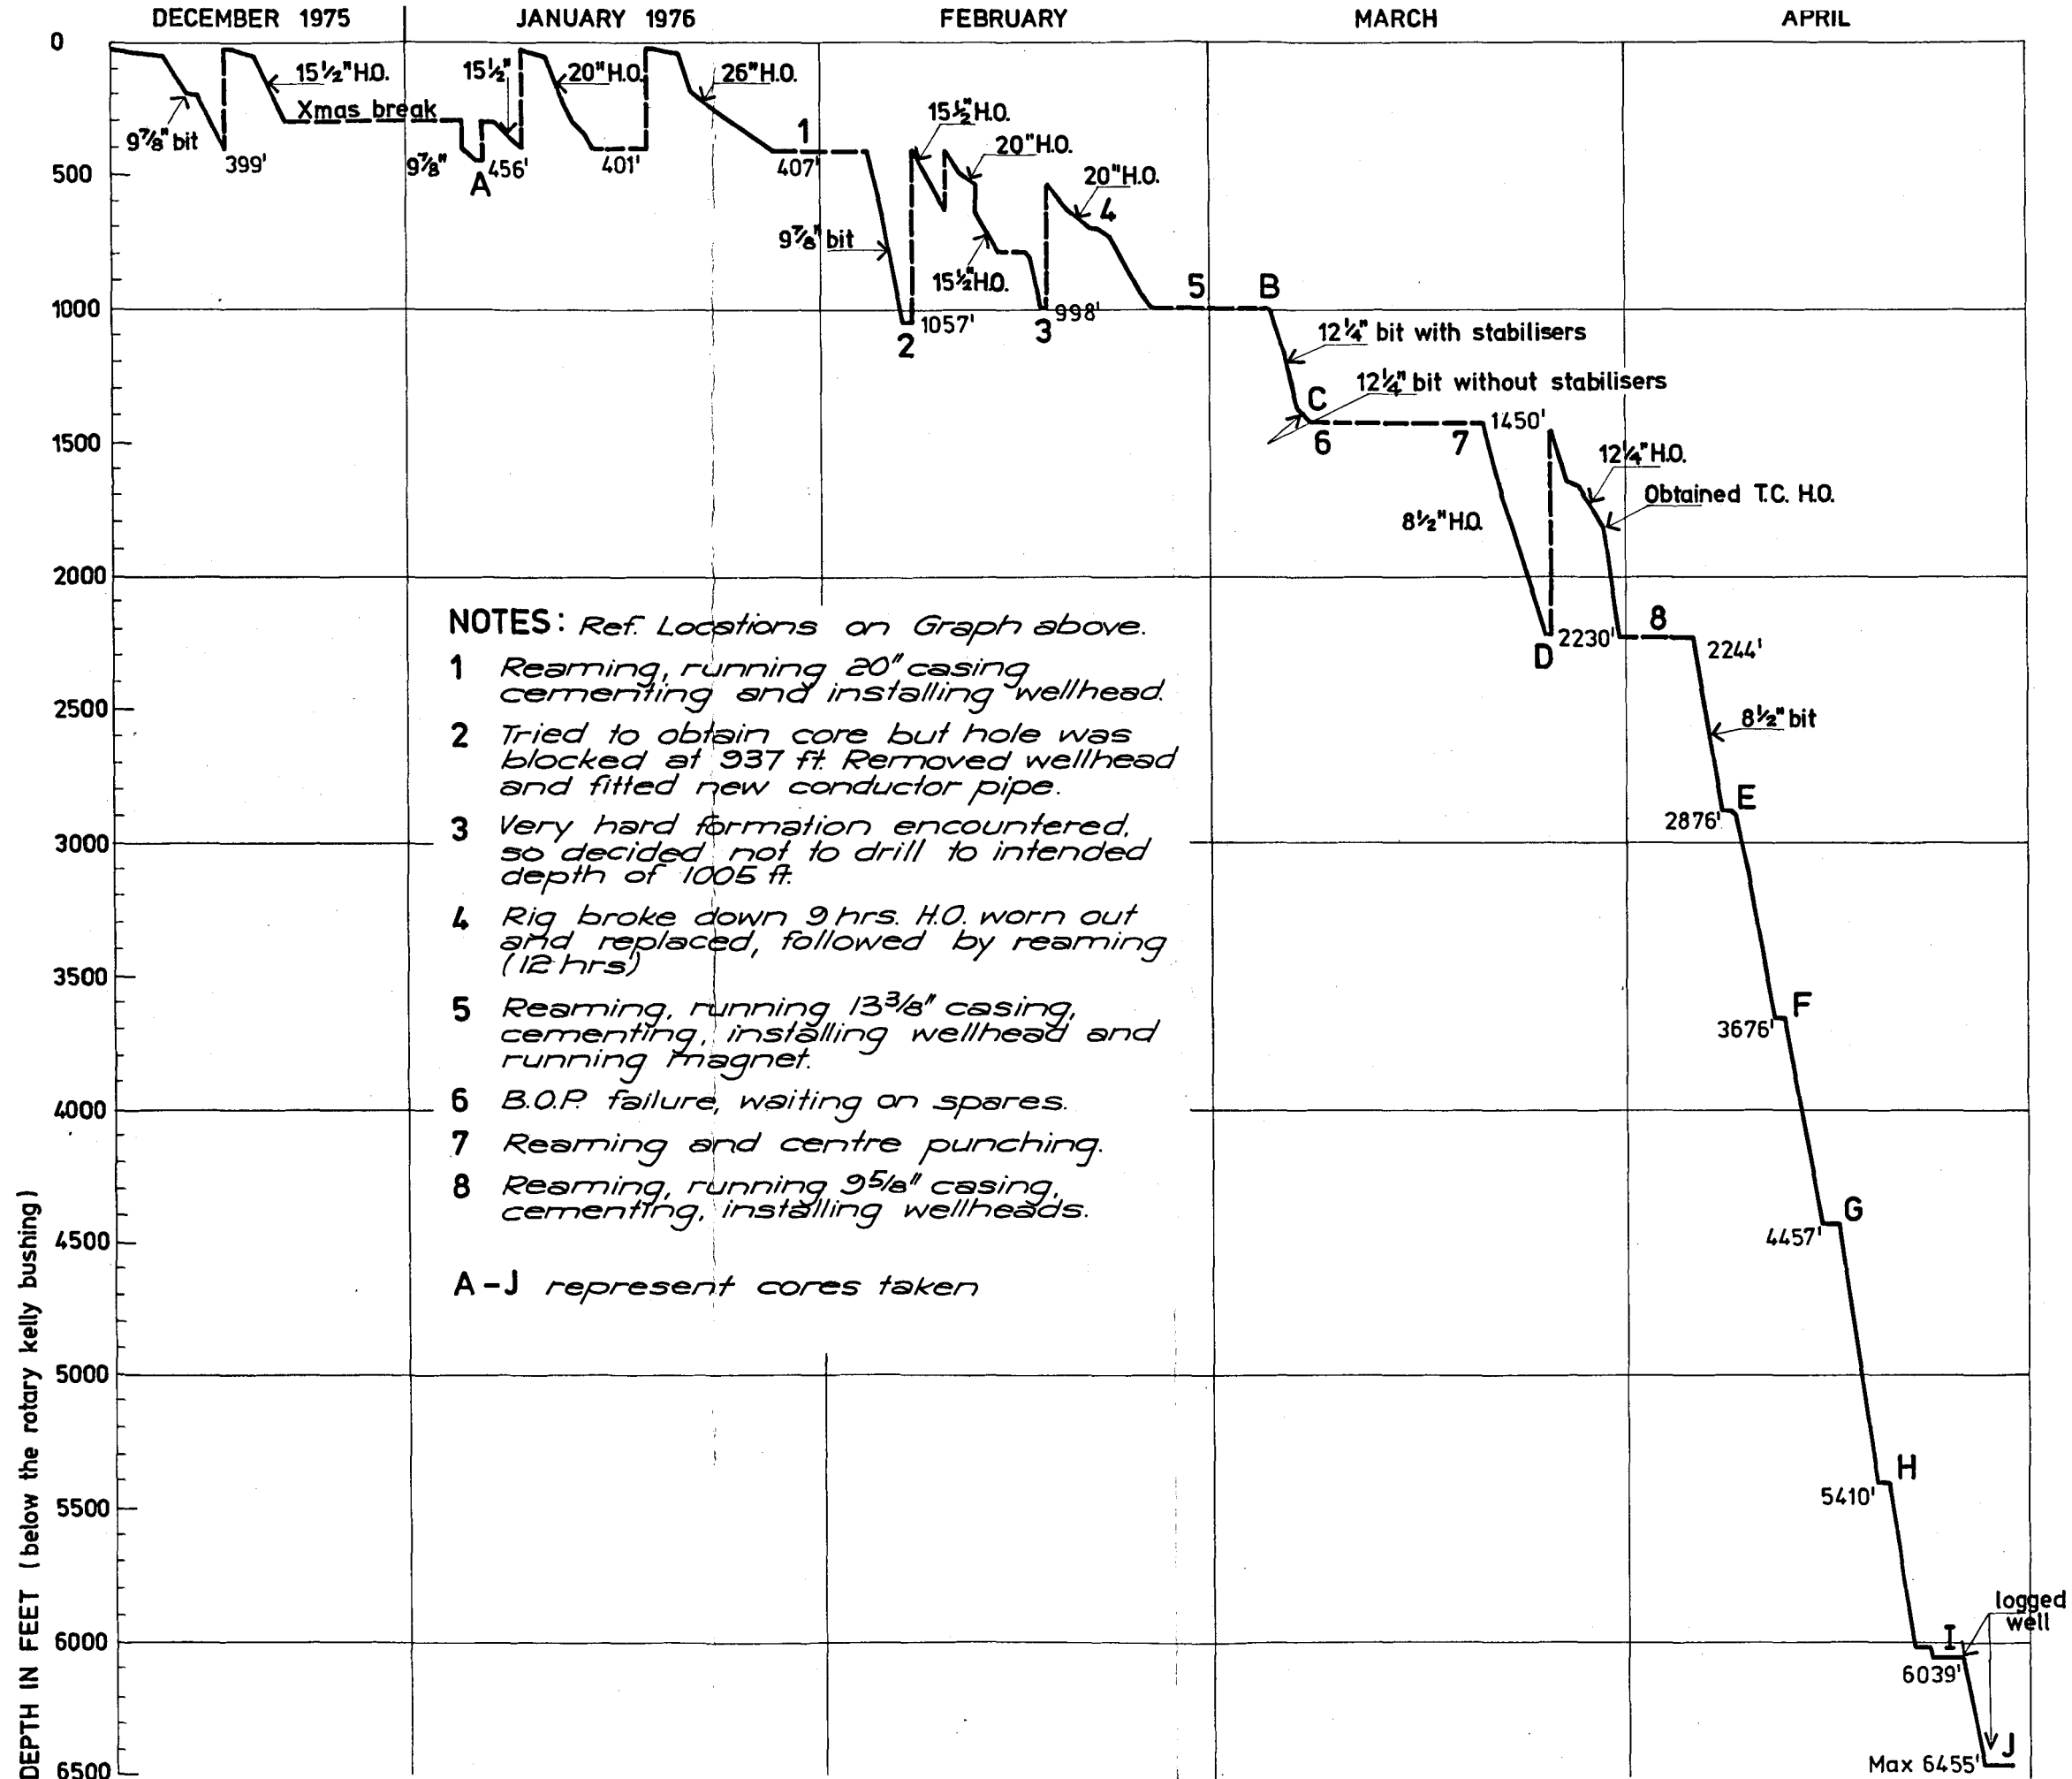 DECEMBER 1975
JANUARY 1976
FEBRUARY
MARCH
APRIL
0
500
1000
1500
2000
2500
3000
3500
4000
4500
5000
5500
6000
6500
DEPTH IN FEET (below the rotary kelly bushing)
9⅞" bit
399'
15½" H.O.
Xmas break
9⅞"
A
456'
15½"
20" H.O.
401'
26" H.O.
1
407'
9⅞" bit
2
1057'
15½" H.O.
20" H.O.
15½" H.O.
3
998'
20" H.O.
4
5
B
12¼" bit with stabilisers
12¼" bit without stabilisers
C
6
7
1450'
8½" H.O.
D
2230'
12¼" H.O.
Obtained T.C. H.O.
8
2244'
8½" bit
E
2876'
F
3676'
G
4457'
H
5410'
I
6039'
logged
well
J
Max 6455'
NOTES: Ref. Locations on Graph above.
1 Reaming, running 20" casing
cementing and installing wellhead.
2 Tried to obtain core but hole was
blocked at 937 ft. Removed wellhead
and fitted new conductor pipe.
3 Very hard formation encountered,
so decided not to drill to intended
depth of 1005 ft.
4 Rig broke down 9 hrs. H.O. worn out
and replaced, followed by reaming
(12 hrs)
5 Reaming, running 13⅜" casing,
cementing, installing wellhead and
running magnet.
6 B.O.P. failure, waiting on spares.
7 Reaming and centre punching.
8 Reaming, running 9⅝" casing,
cementing, installing wellheads.
A-J represent cores taken